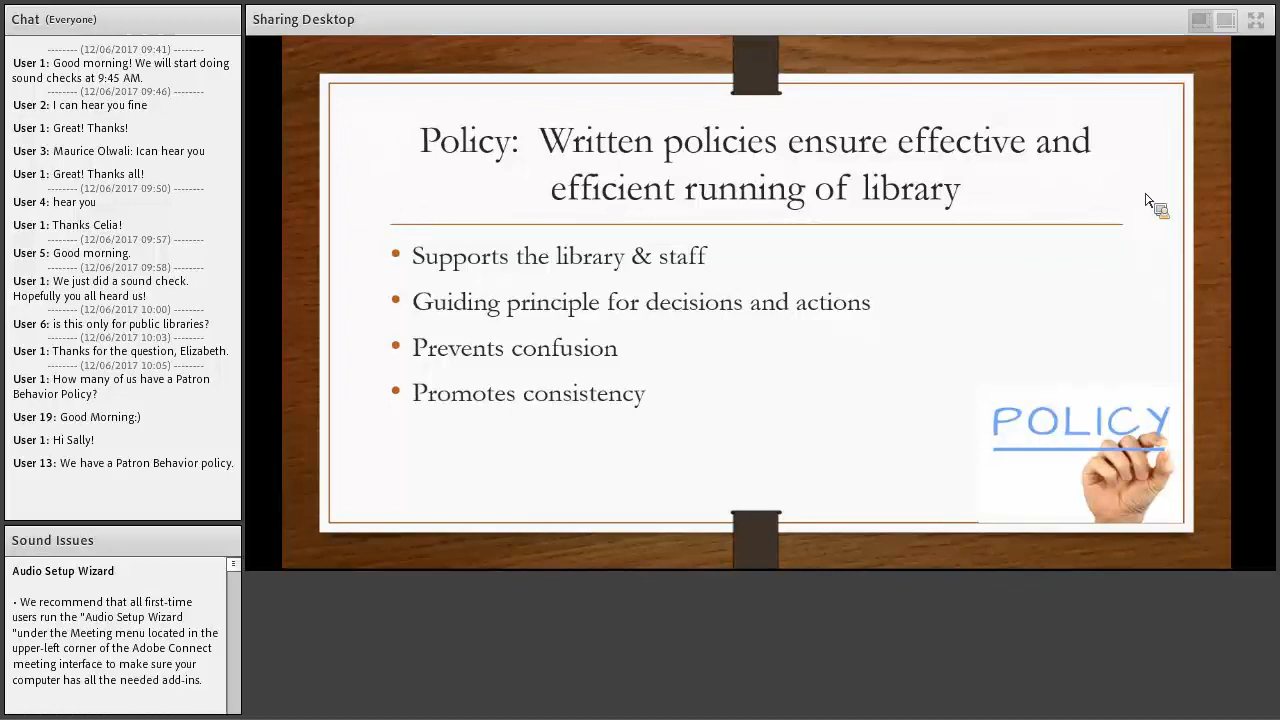 Chat (Everyone)
-------- (12/06/2017 09:41) --------
User 1: Good morning! We will start doing
sound checks at 9:45 AM.
-------- (12/06/2017 09:46) --------
User 2: I can hear you fine
User 1: Great! Thanks!
User 3: Maurice Olwali: Ican hear you
User 1: Great! Thanks all!
-------- (12/06/2017 09:50) --------
User 4: hear you
User 1: Thanks Celia!
-------- (12/06/2017 09:57) --------
User 5: Good morning.
-------- (12/06/2017 09:58) --------
User 1: We just did a sound check.
Hopefully you all heard us!
-------- (12/06/2017 10:00) --------
User 6: is this only for public libraries?
-------- (12/06/2017 10:03) --------
User 1: Thanks for the question, Elizabeth.
-------- (12/06/2017 10:05) --------
User 1: How many of us have a Patron
Behavior Policy?
User 19: Good Morning:)
User 1: Hi Sally!
User 13: We have a Patron Behavior policy.
Sound Issues
Audio Setup Wizard
• We recommend that all first-time
users run the "Audio Setup Wizard
"under the Meeting menu located in the
upper-left corner of the Adobe Connect
meeting interface to make sure your
computer has all the needed add-ins.
Sharing Desktop
Policy: Written policies ensure effective and
efficient running of library
• Supports the library & staff
• Guiding principle for decisions and actions
• Prevents confusion
• Promotes consistency
POLICY